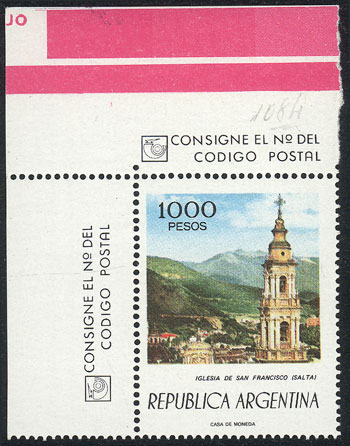 JO
1084
CONSIGNE EL Nº DEL
CODIGO POSTAL
CONSIGNE EL Nº DEL
CODIGO POSTAL
1000
PESOS
IGLESIA DE SAN FRANCISCO (SALTA)
REPUBLICA ARGENTINA
CASA DE MONEDA